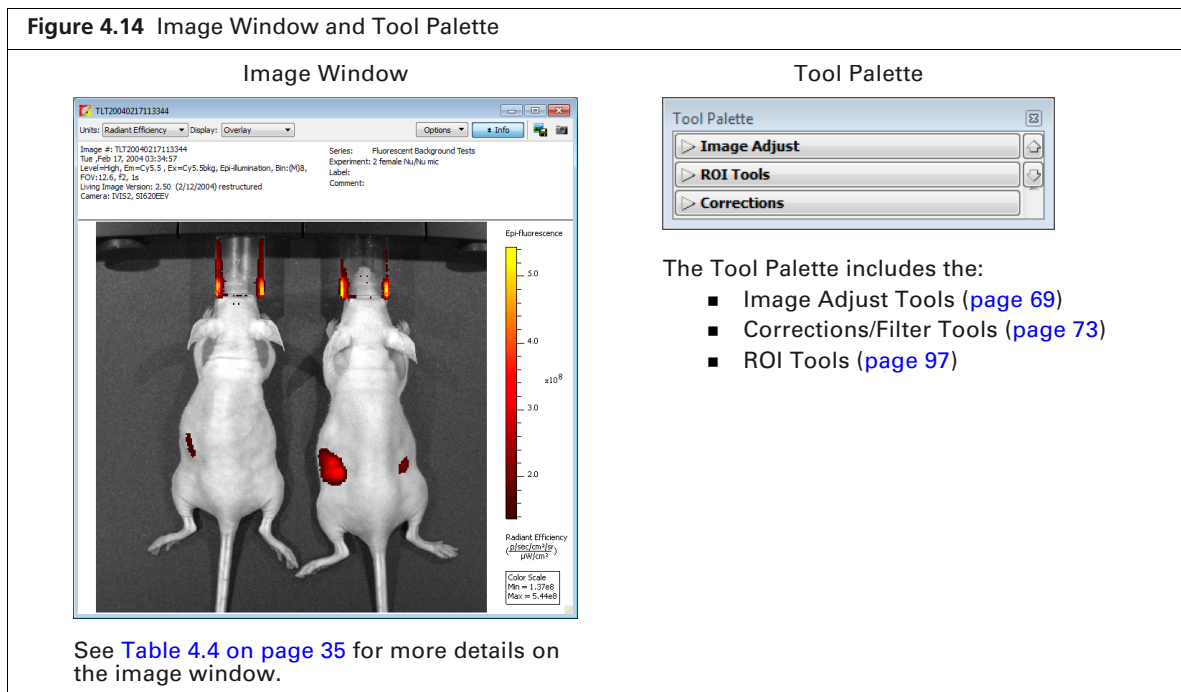 Figure 4.14 Image Window and Tool Palette
Image Window
TLT20040217113344
Units: Radiant Efficiency Display: Overlay Options Info
Image #: TLT20040217113344
Tue ,Feb 17, 2004 03:34:57
Level=High, Em=Cy5.5 , Ex=Cy5.5bkg, Epi-illumination, Bin:(M)8,
FOV:12.6, f2, 1s
Living Image Version: 2.50 (2/12/2004) restructured
Camera: IVIS2, SI620EEV
Series: Fluorescent Background Tests
Experiment: 2 female Nu/Nu mic
Label:
Comment:
Epi-fluorescence
5.0
4.0
x10⁸
3.0
2.0
Radiant Efficiency
(p/sec/cm²/sr
µW/cm²)
Color Scale
Min = 1.37e8
Max = 5.44e8
See Table 4.4 on page 35 for more details on
the image window.
Tool Palette
Tool Palette
Image Adjust
ROI Tools
Corrections
The Tool Palette includes the:
■ Image Adjust Tools (page 69)
■ Corrections/Filter Tools (page 73)
■ ROI Tools (page 97)